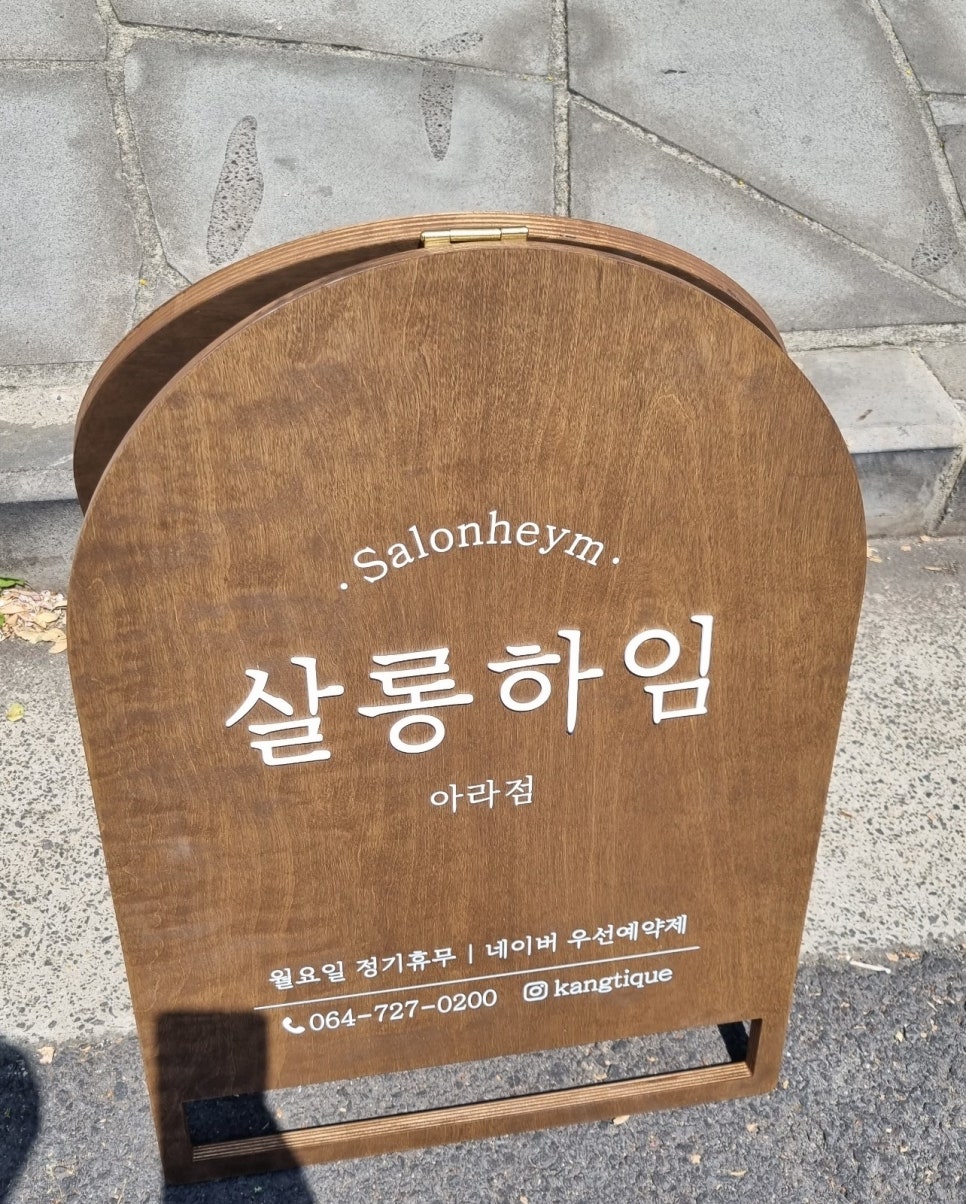 ·Salonheym·
살롱하임
아라점
월요일 정기휴무 | 네이버 우선예약제
064-727-0200 kangtique